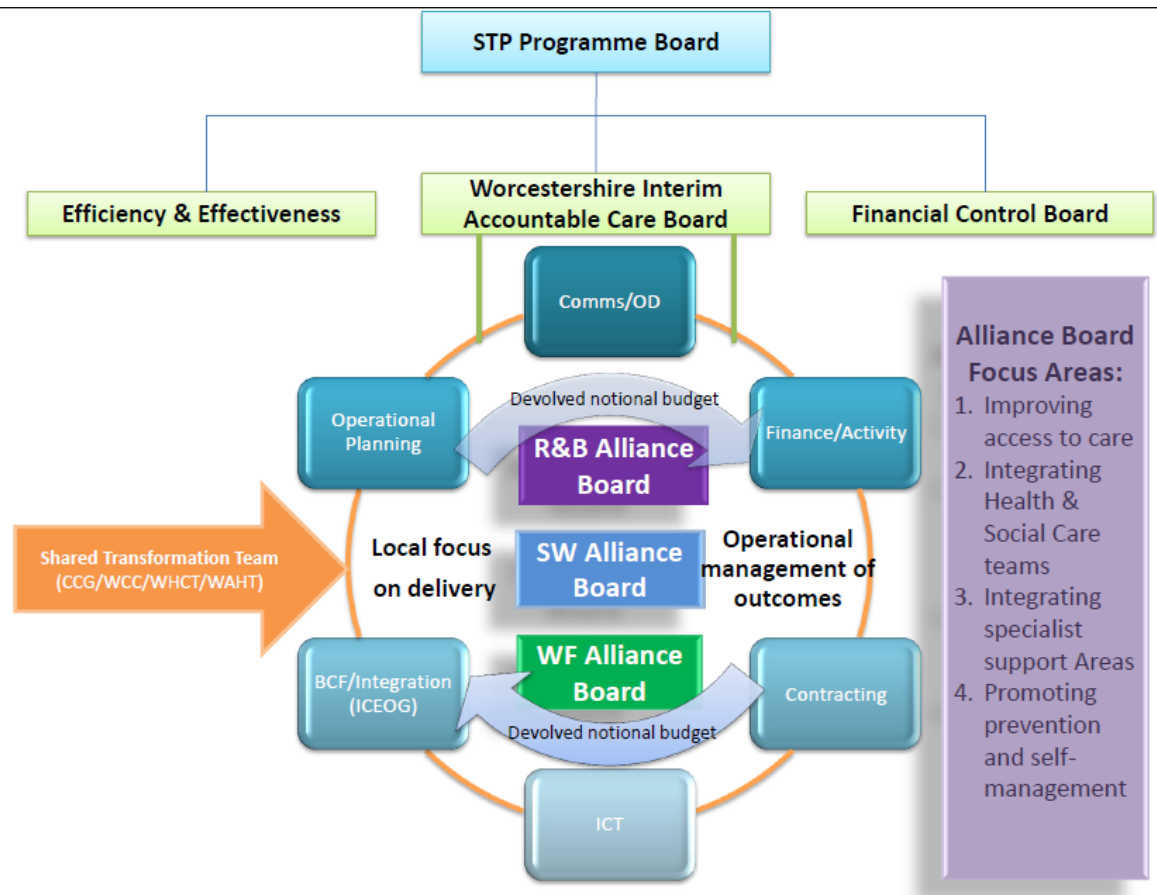 STP Programme Board
Efficiency & Effectiveness
Worcestershire Interim
Accountable Care Board
Financial Control Board
Comms/OD
Operational
Planning
Devolved notional budget
Finance/Activity
R&B Alliance
Board
Shared Transformation Team
(CCG/WCC/WHCT/WAHT)
Local focus
on delivery
SW Alliance
Board
Operational
management of
outcomes
BCF/Integration
(ICEOG)
WF Alliance
Board
Contracting
Devolved notional budget
ICT
Alliance Board
Focus Areas:
1. Improving
access to care
2. Integrating
Health &
Social Care
teams
3. Integrating
specialist
support Areas
4. Promoting
prevention
and self-
management